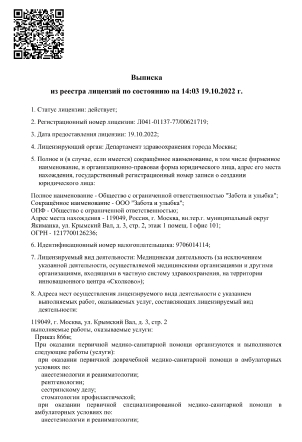 Выписка
из реестра лицензий по состоянию на 14:03 19.10.2022 г.
1. Статус лицензии: действует;
2. Регистрационный номер лицензии: Л041-01137-77/00621719;
3. Дата предоставления лицензии: 19.10.2022;
4. Лицензирующий орган: Департамент здравоохранения города Москвы;
5. Полное и (в случае, если имеется) сокращённое наименование, в том числе фирменное
наименование, и организационно-правовая форма юридического лица, адрес его места
нахождения, государственный регистрационный номер записи о создании
юридического лица:
Полное наименование - Общество с ограниченной ответственностью "Забота и улыбка";
Сокращённое наименование - ООО "Забота и улыбка";
ОПФ - Общество с ограниченной ответственностью;
Адрес места нахождения - 119049, Россия, г. Москва, вн.тер.г. муниципальный округ
Якиманка, ул. Крымский Вал, д. 3, стр. 2, этаж 1 помещ. I офис 101;
ОГРН - 1217700126236;
6. Идентификационный номер налогоплательщика: 9706014114;
7. Лицензируемый вид деятельности: Медицинская деятельность (за исключением
указанной деятельности, осуществляемой медицинскими организациями и другими
организациями, входящими в частную систему здравоохранения, на территории
инновационного центра «Сколково»);
8. Адреса мест осуществления лицензируемого вида деятельности с указанием
выполняемых работ, оказываемых услуг, составляющих лицензируемый вид
деятельности:
119049, г. Москва, ул. Крымский Вал, д. 3, стр. 2
выполняемые работы, оказываемые услуги:
Приказ 866н;
При оказании первичной медико-санитарной помощи организуются и выполняются
следующие работы (услуги):
при оказании первичной доврачебной медико-санитарной помощи в амбулаторных
условиях по:
анестезиологии и реаниматологии;
рентгенологии;
сестринскому делу;
стоматологии профилактической;
при оказании первичной специализированной медико-санитарной помощи в
амбулаторных условиях по:
анестезиологии и реаниматологии;